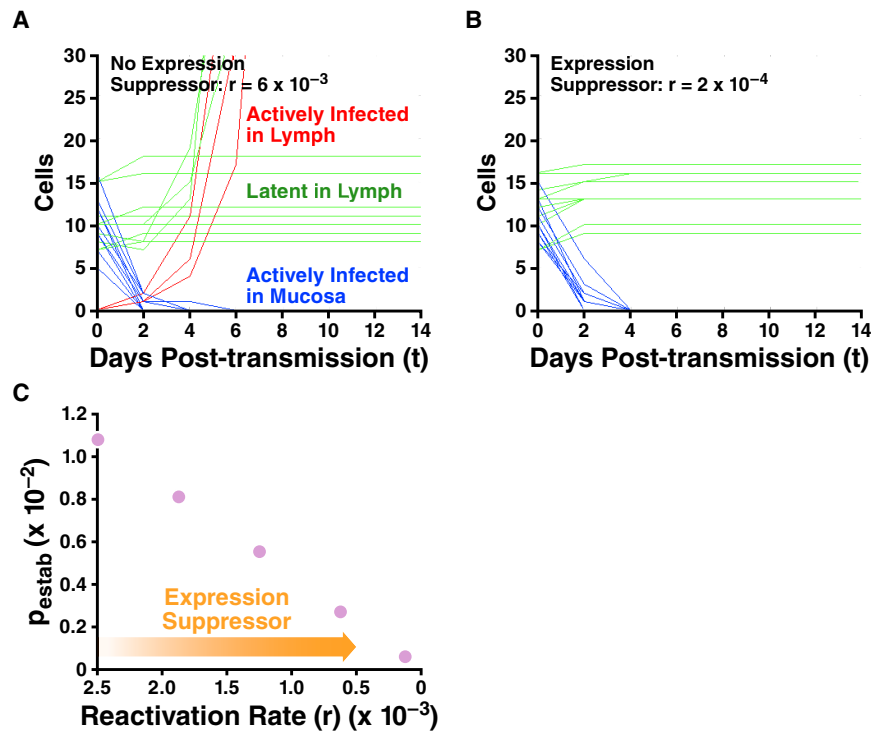 A
No Expression
Suppressor: r = 6 x 10⁻³
30
25
20
15
10
5
0
Cells
Actively Infected
in Lymph
Latent in Lymph
Actively Infected
in Mucosa
0 2 4 6 8 10 12 14
Days Post-transmission (t)
B
Expression
Suppressor: r = 2 x 10⁻⁴
30
25
20
15
10
5
0
Cells
0 2 4 6 8 10 12 14
Days Post-transmission (t)
C
1.2
1.0
0.8
0.6
0.4
0.2
0
p_estab (x 10⁻²)
Expression
Suppressor
2.5 2.0 1.5 1.0 0.5 0
Reactivation Rate (r) (x 10⁻³)